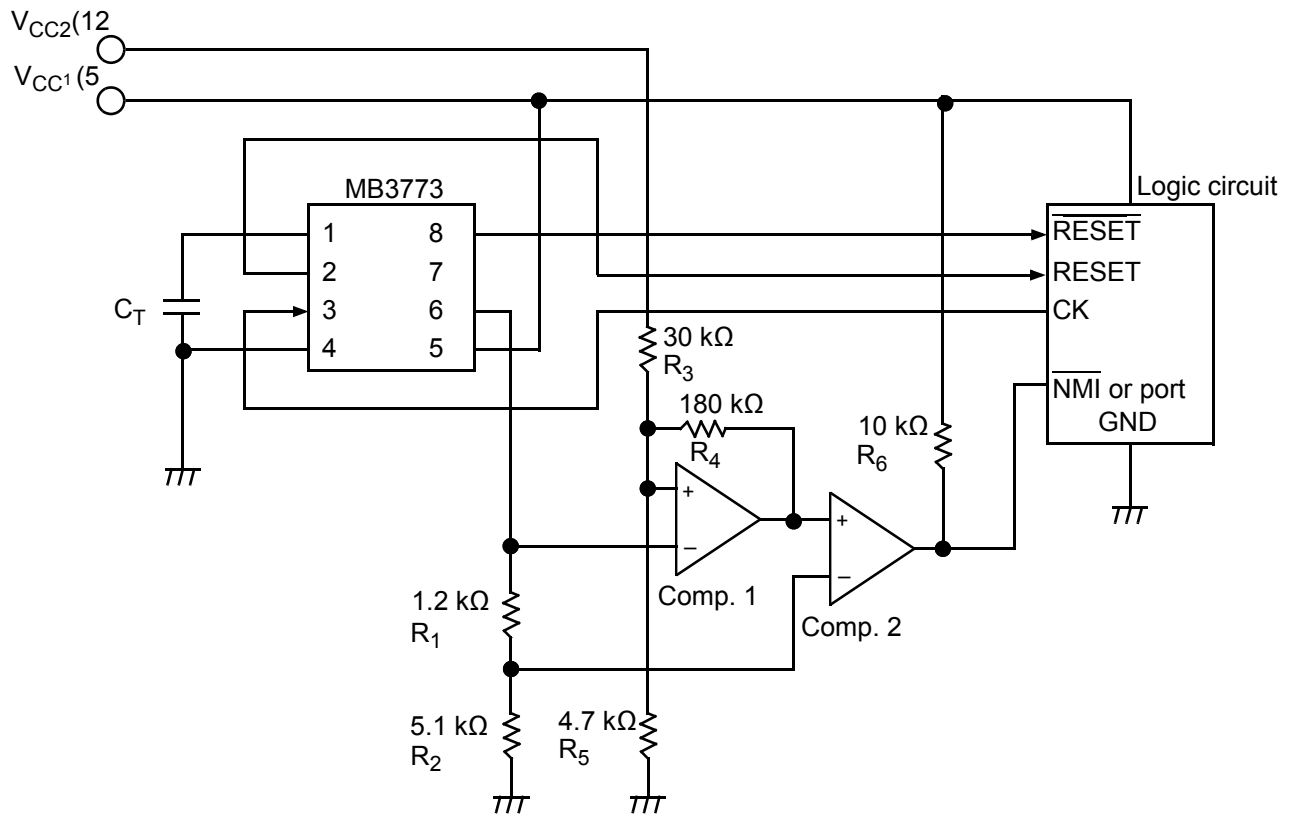 VCC2(12
VCC1(5
MB3773
Logic circuit
1 8
2 7
3 6
4 5
RESET
RESET
CK
NMI or port
GND
CT
30 kΩ
R3
180 kΩ
R4
10 kΩ
R6
+
−
Comp. 1
+
−
Comp. 2
1.2 kΩ
R1
5.1 kΩ
R2
4.7 kΩ
R5